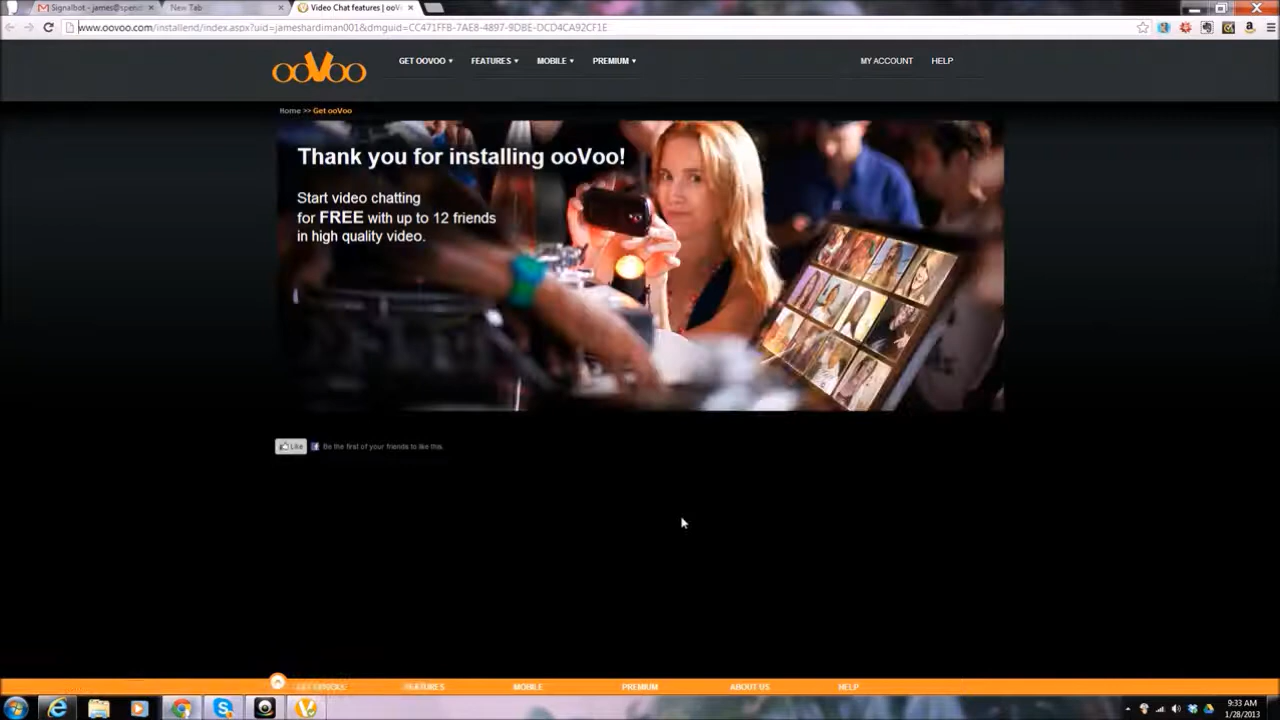 Signalbot - james@spend
New Tab
Video Chat features | ooV
www.oovoo.com/installend/index.aspx?uid=jameshardiman001&dmguid=CC471FFB-7AE8-4897-9DBE-DCD4CA92CF1E
ooVoo
GET OOVOO
FEATURES
MOBILE
PREMIUM
MY ACCOUNT
HELP
Home >> Get ooVoo
Thank you for installing ooVoo!
Start video chatting
for FREE with up to 12 friends
in high quality video.
Like
Be the first of your friends to like this.
FEATURES
MOBILE
PREMIUM
ABOUT US
HELP
9:33 AM
1/28/2013